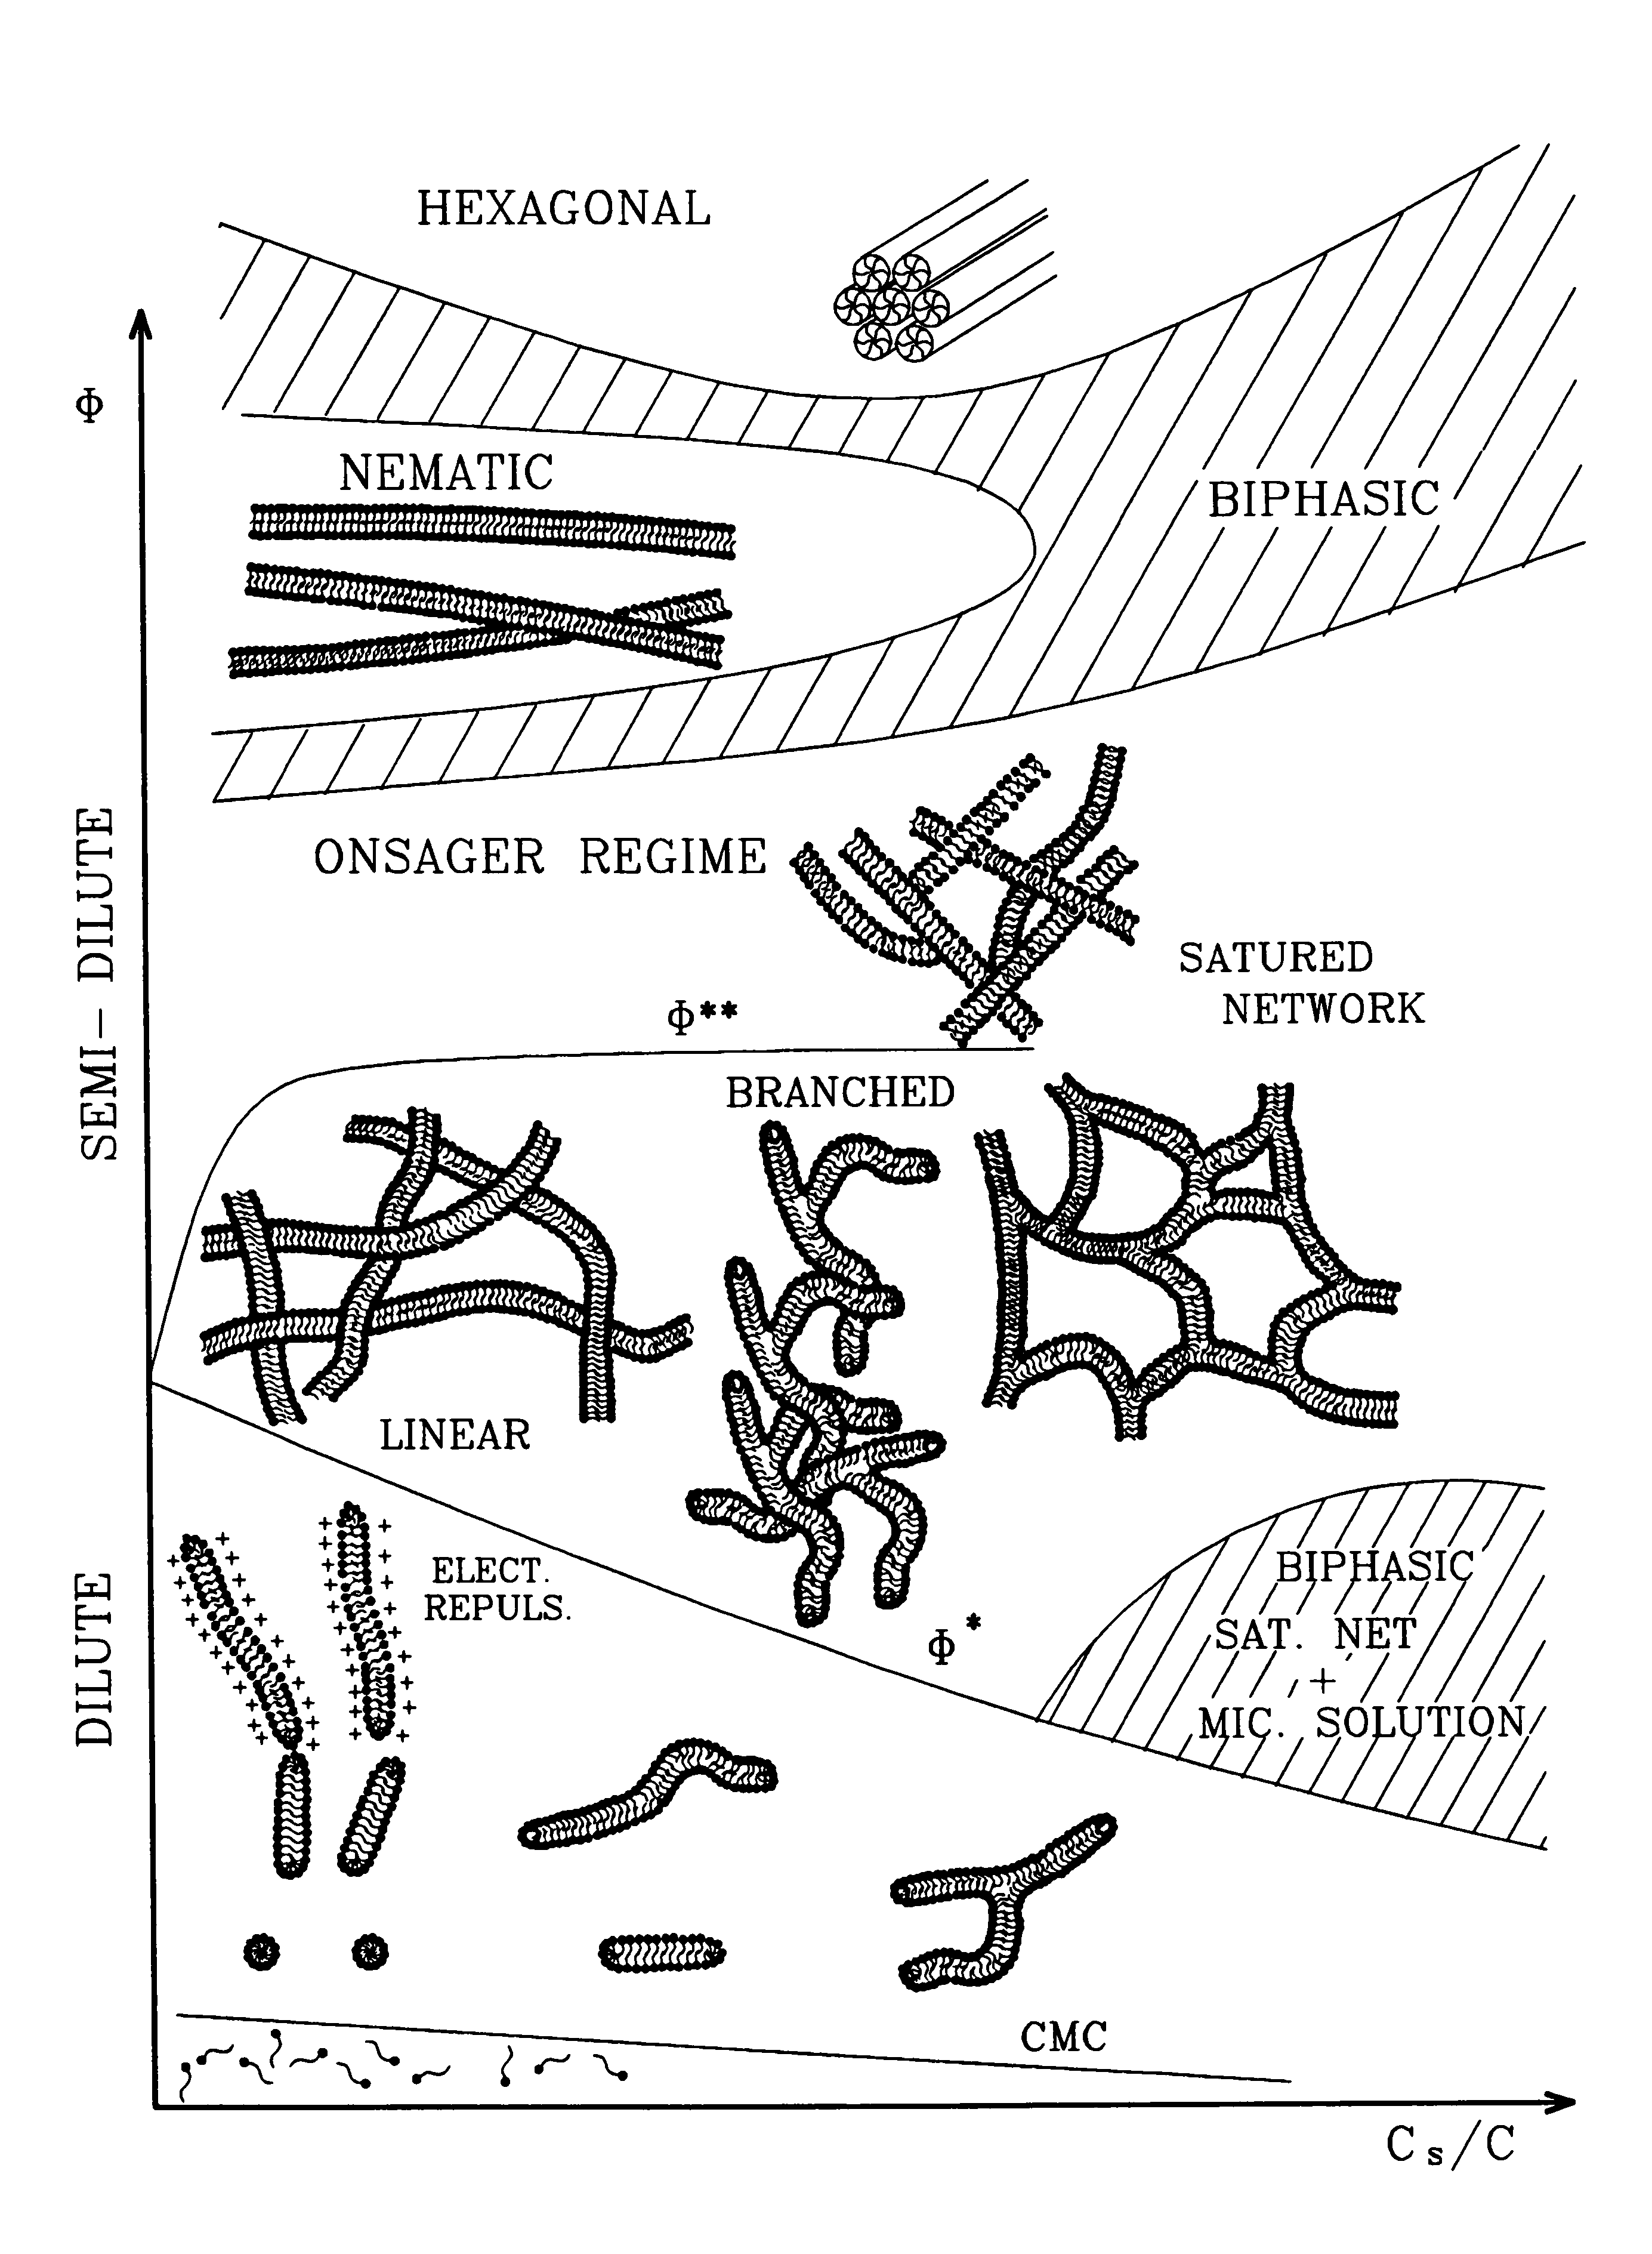 HEXAGONAL
Φ
NEMATIC
BIPHASIC
ONSAGER REGIME
SEMI-DILUTE
SATURED
NETWORK
Φ**
BRANCHED
LINEAR
ELECT.
REPULS.
BIPHASIC
SAT. NET
+
MIC. SOLUTION
Φ*
DILUTE
CMC
Cs/C